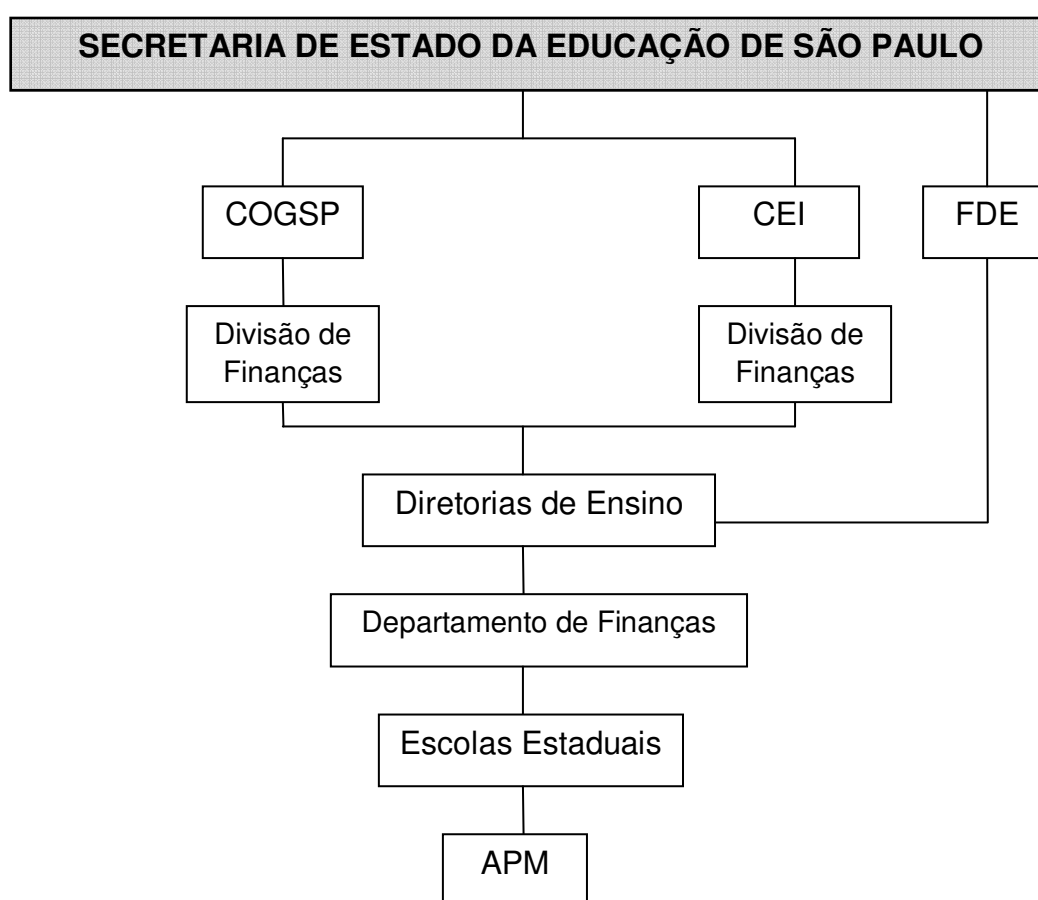 SECRETARIA DE ESTADO DA EDUCAÇÃO DE SÃO PAULO
COGSP
CEI
FDE
Divisão de
Finanças
Divisão de
Finanças
Diretorias de Ensino
Departamento de Finanças
Escolas Estaduais
APM